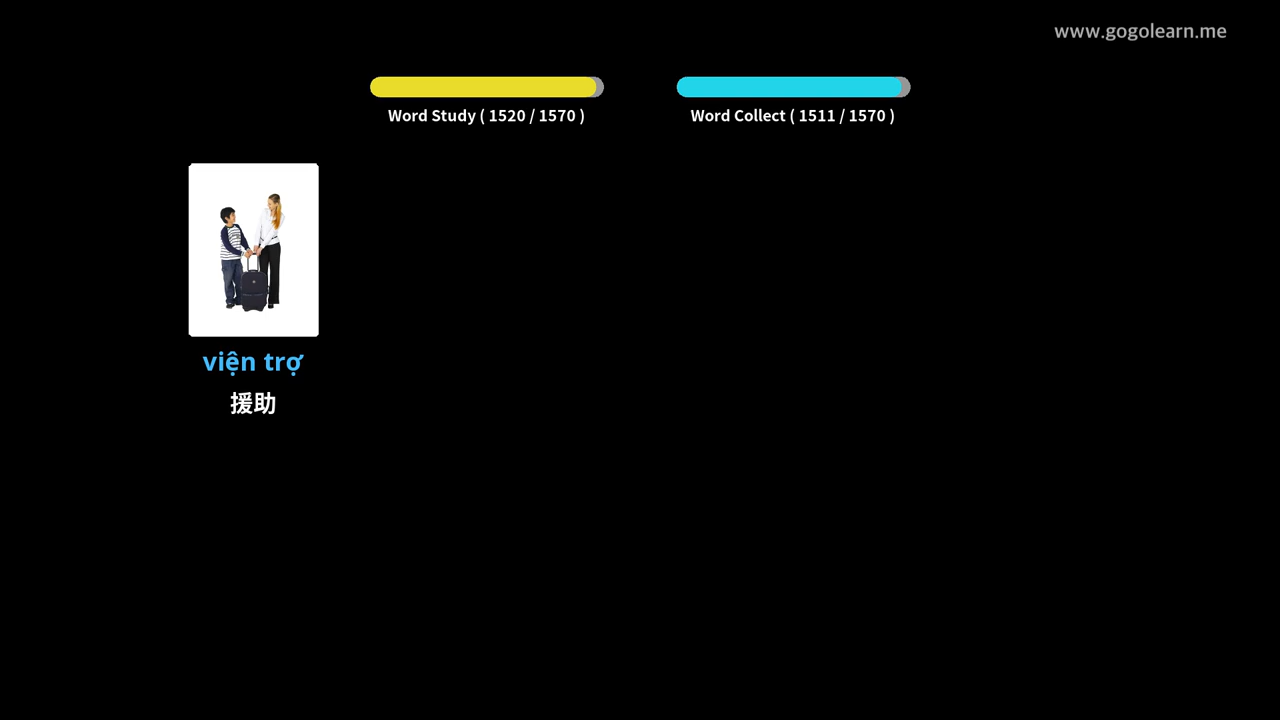 www.gogolearn.me
Word Study ( 1520 / 1570 )
Word Collect ( 1511 / 1570 )
viện trợ
援助